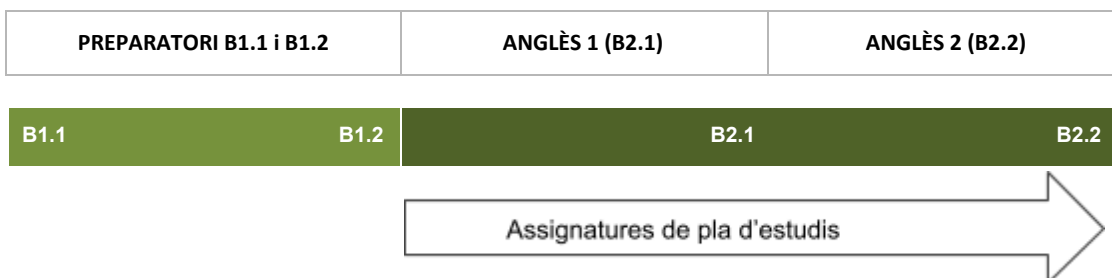 PREPARATORI B1.1 i B1.2 ANGLÈS 1 (B2.1) ANGLÈS 2 (B2.2)
B1.1 B1.2 B2.1 B2.2
Assignatures de pla d'estudis